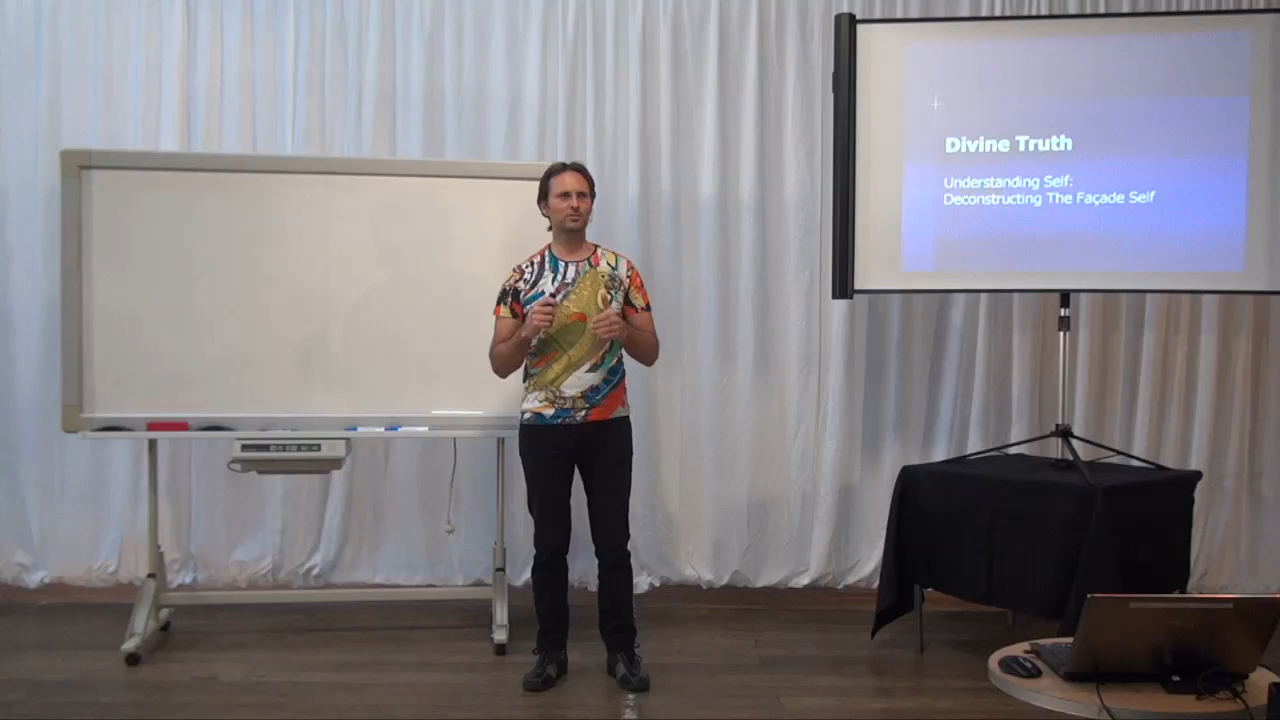 Divine Truth
Understanding Self:
Deconstructing The Façade Self